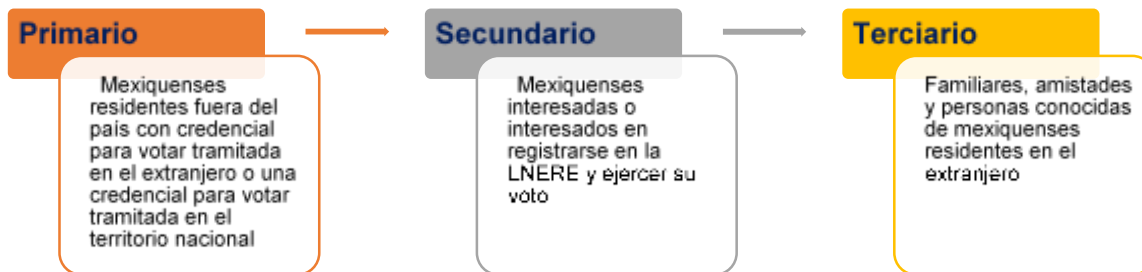 Primario
Mexiquenses
residentes fuera del
país con credencial
para votar tramitada
en el extranjero o una
credencial para votar
tramitada en el
territorio nacional
Secundario
Mexiquenses
interesadas o
interesados en
registrarse en la
LNERE y ejercer su
voto
Terciario
Familiares, amistades
y personas conocidas
de mexiquenses
residentes en el
extranjero